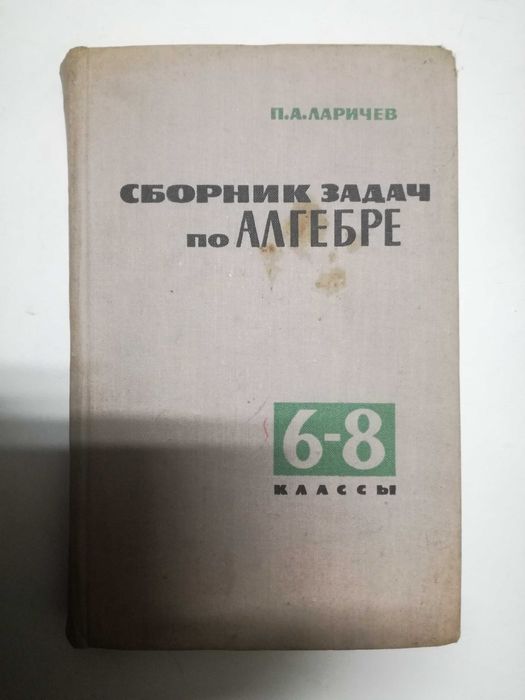 П.А.ЛАРИЧЕВ
СБОРНИК ЗАДАЧ
ПО АЛГЕБРЕ
6-8
КЛАССЫ